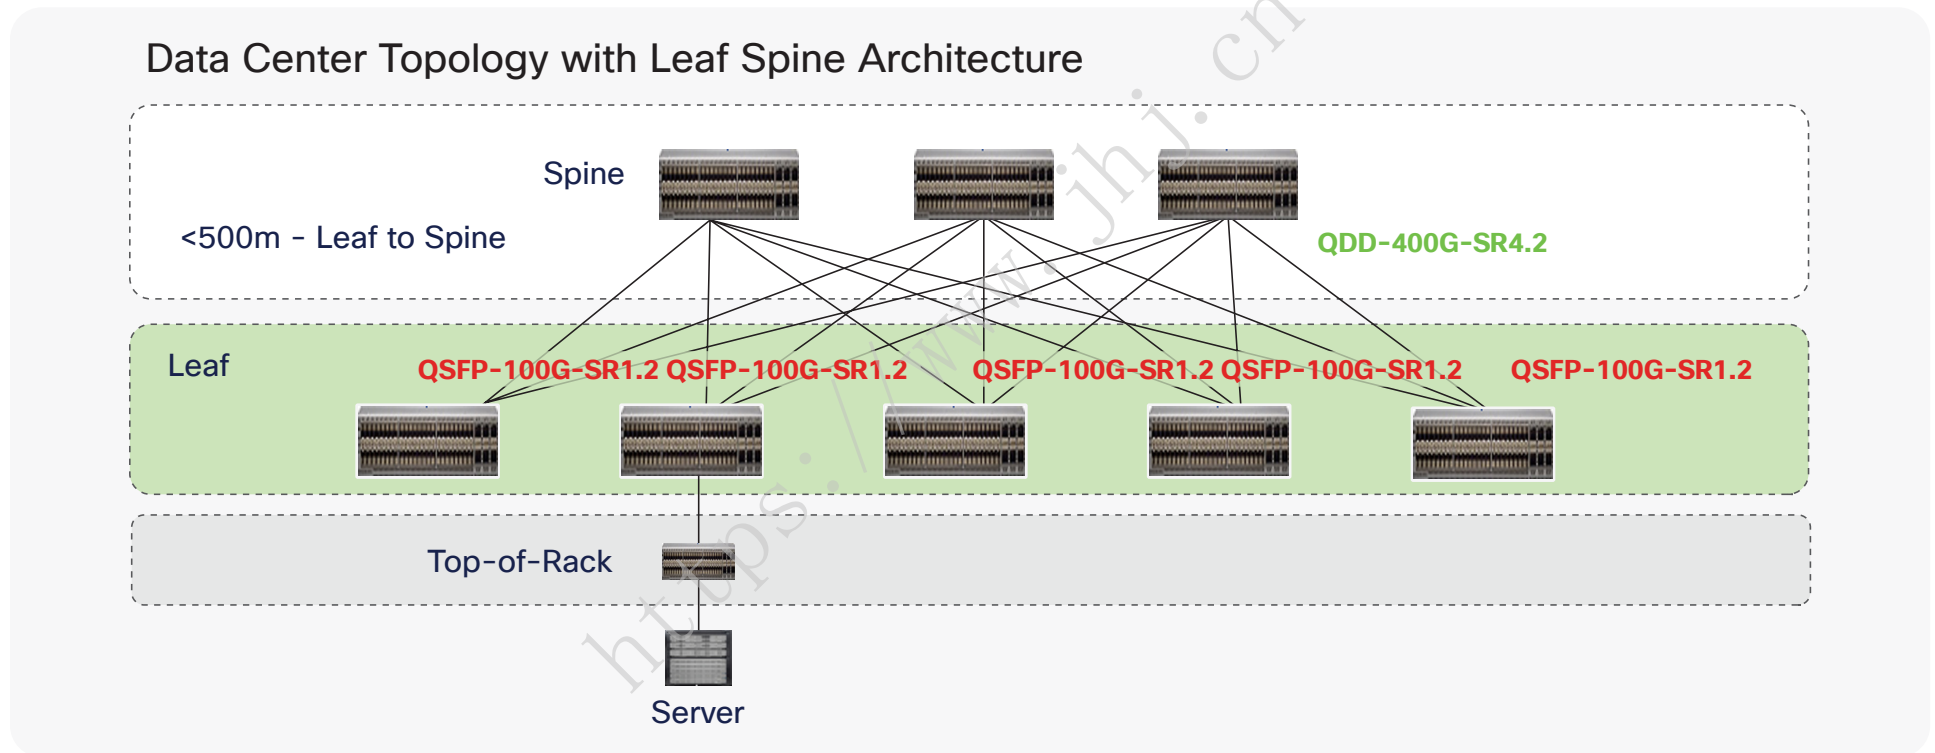 Data Center Topology with Leaf Spine Architecture
Spine
<500m - Leaf to Spine
QDD-400G-SR4.2
Leaf
QSFP-100G-SR1.2 QSFP-100G-SR1.2 QSFP-100G-SR1.2 QSFP-100G-SR1.2 QSFP-100G-SR1.2
Top-of-Rack
Server
https://www.jhj.cn